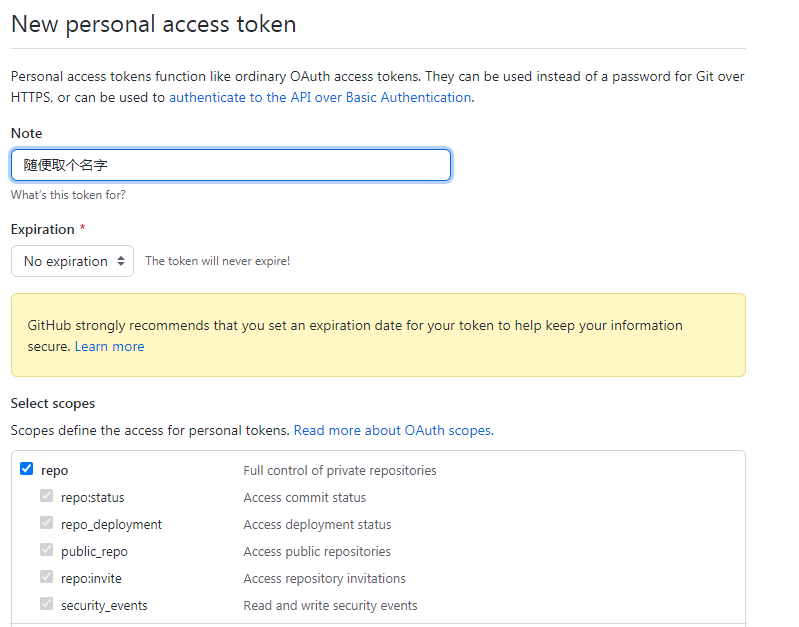 New personal access token
Personal access tokens function like ordinary OAuth access tokens. They can be used instead of a password for Git over
HTTPS, or can be used to authenticate to the API over Basic Authentication.
Note
随便取个名字
What's this token for?
Expiration *
No expiration The token will never expire!
GitHub strongly recommends that you set an expiration date for your token to help keep your information
secure. Learn more
Select scopes
Scopes define the access for personal tokens. Read more about OAuth scopes.
repo Full control of private repositories
repo:status Access commit status
repo_deployment Access deployment status
public_repo Access public repositories
repo:invite Access repository invitations
security_events Read and write security events